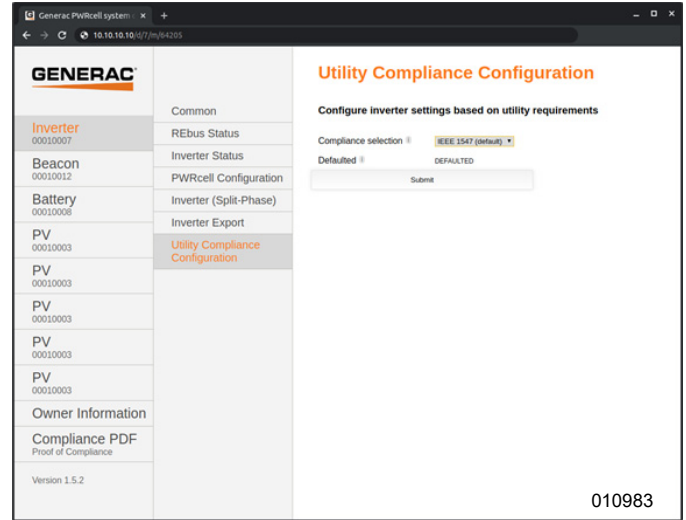 Generac PWRcell system
10.10.10.10/d/7/m/64205
GENERAC
Inverter
00010007
Beacon
00010012
Battery
00010008
PV
00010003
PV
00010003
PV
00010003
PV
00010003
PV
00010003
Owner Information
Compliance PDF
Proof of Compliance
Version 1.5.2
Common
REbus Status
Inverter Status
PWRcell Configuration
Inverter (Split-Phase)
Inverter Export
Utility Compliance
Configuration
Utility Compliance Configuration
Configure inverter settings based on utility requirements
Compliance selection
IEEE 1547 (default)
Defaulted
DEFAULTED
Submit
010983